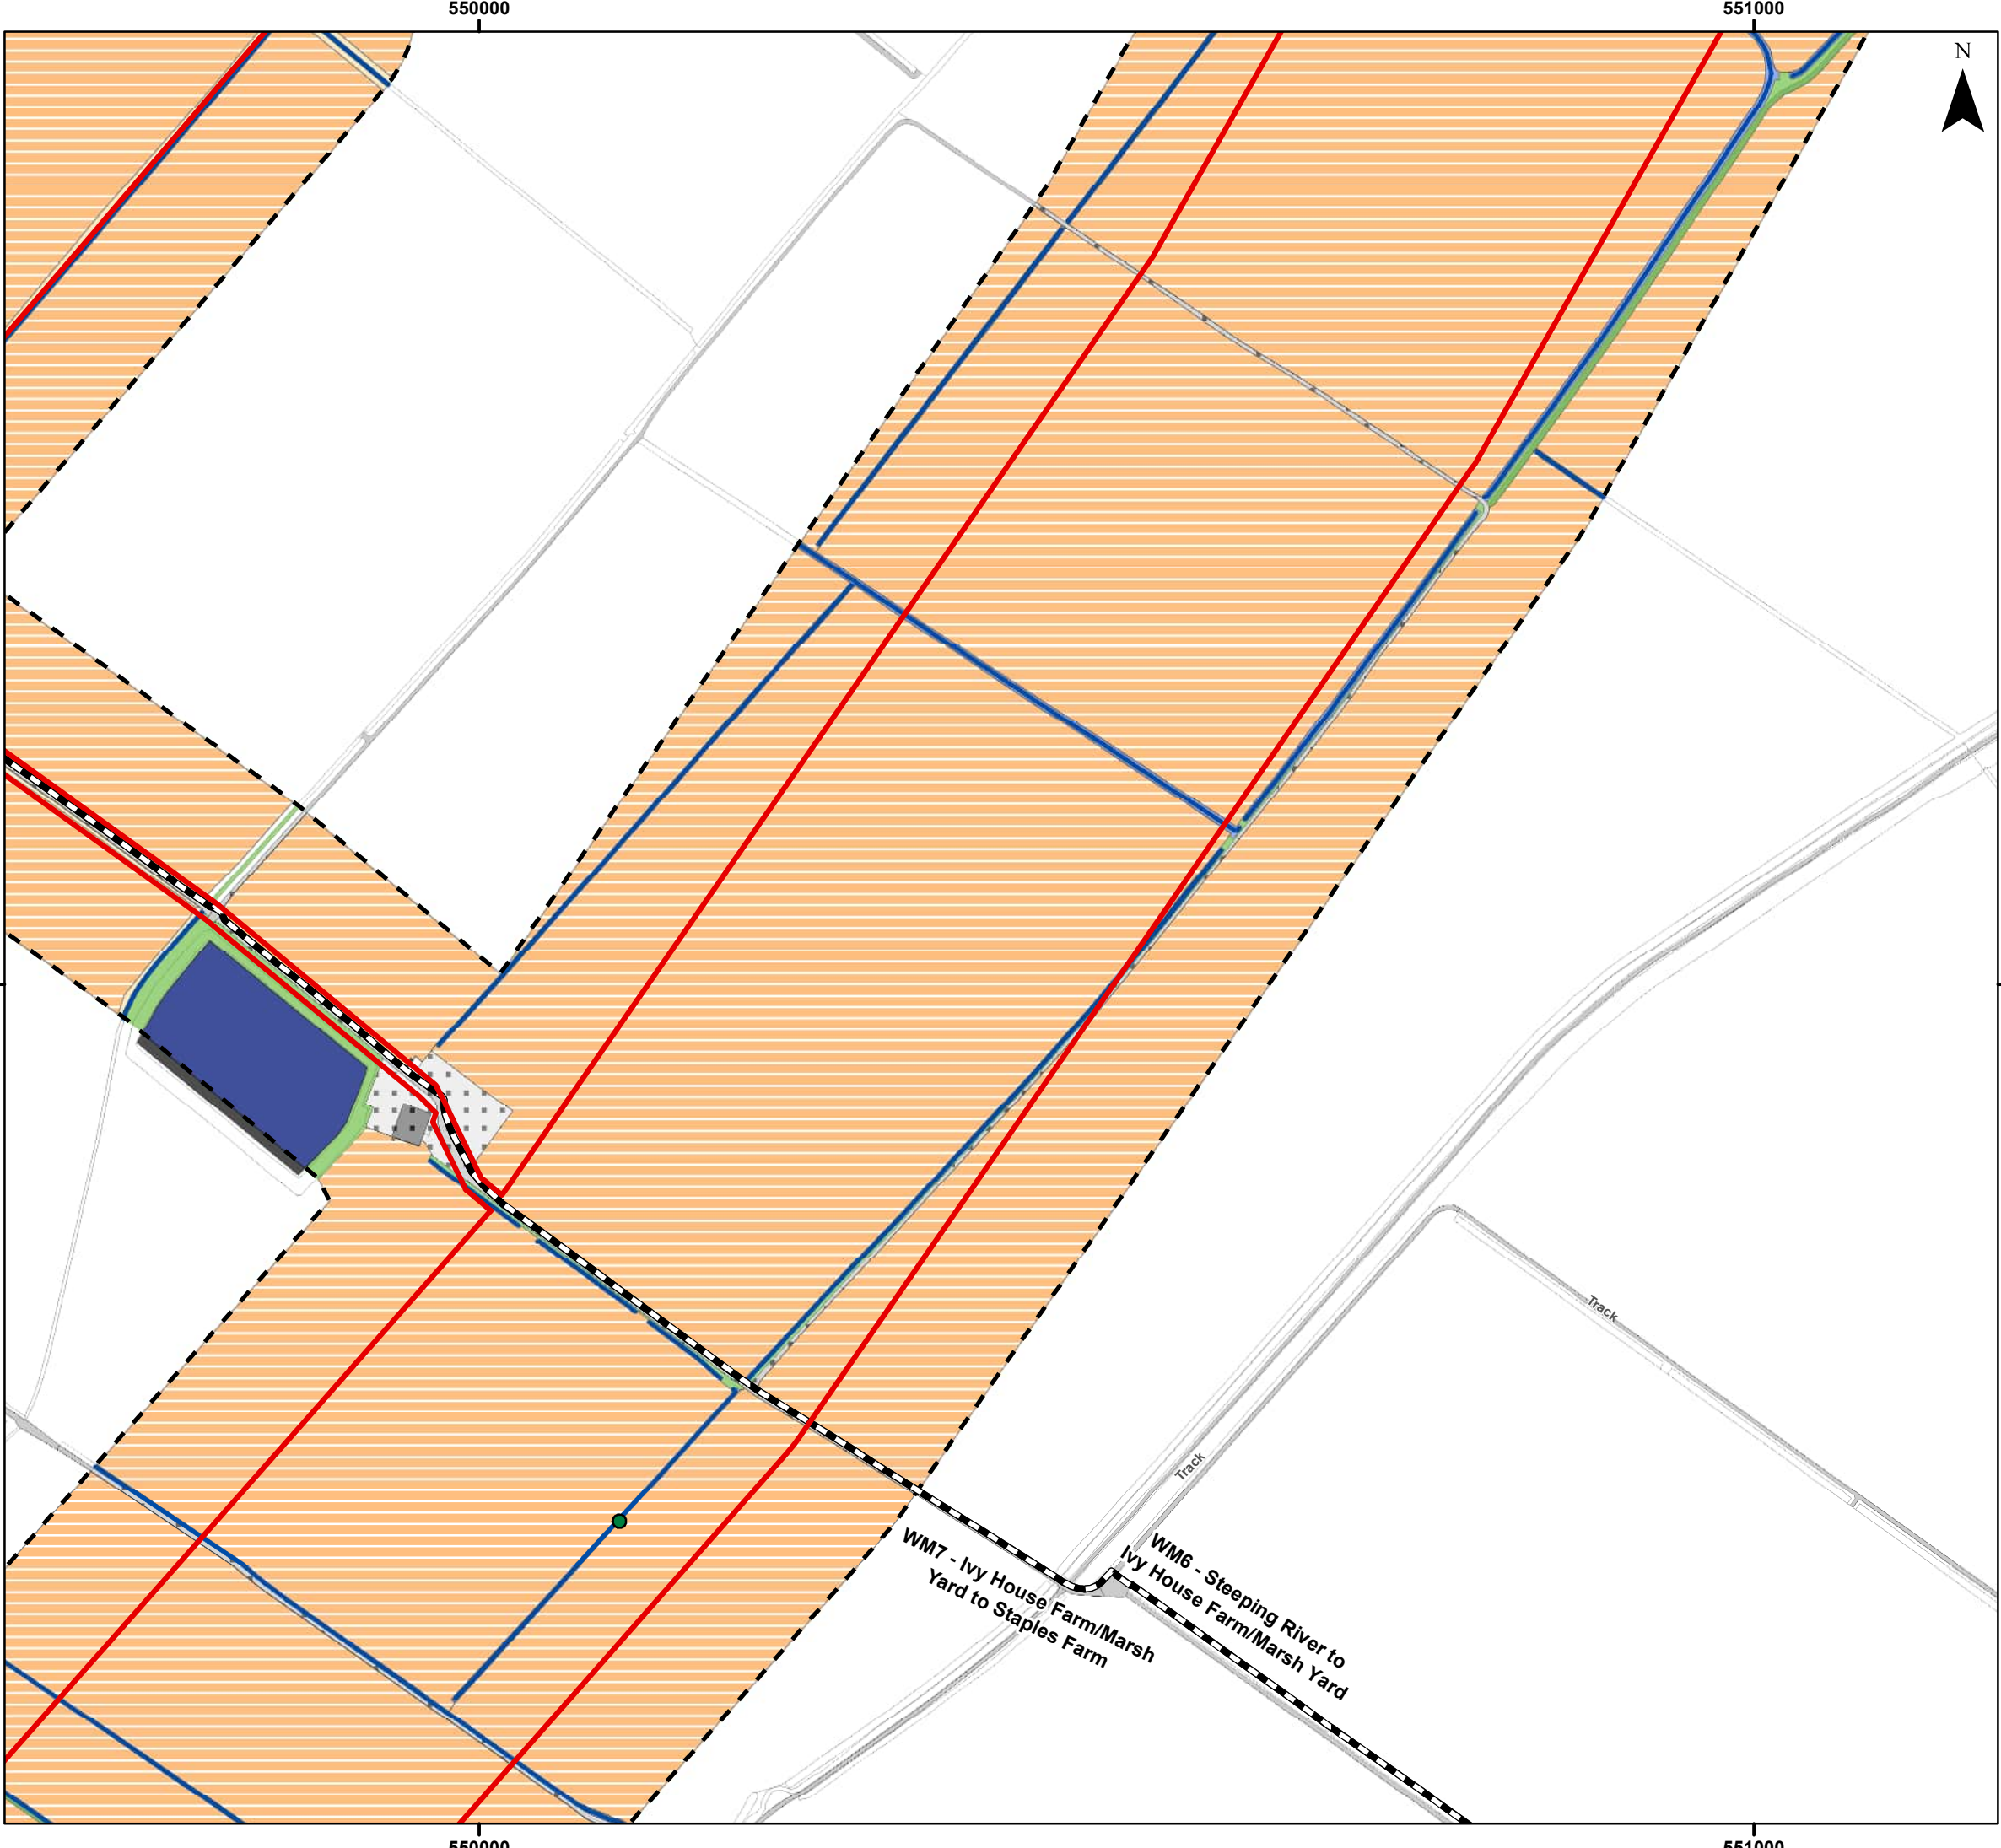 550000
551000
N
Track
Track
WM7 - Ivy House Farm/Marsh
Yard to Staples Farm
WM6 - Steeping River to
Ivy House Farm/Marsh Yard
550000
551000